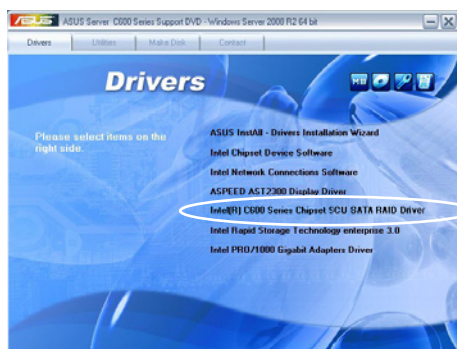 ASUS Server C600 Series Support DVD - Windows Server 2008 R2 64 bit
Drivers
Utilities
Make Disk
Contact
Drivers
Please select items on the
right side.
ASUS InstAll - Drivers Installation Wizard
Intel Chipset Device Software
Intel Network Connections Software
ASPEED AST2300 Display Driver
Intel(R) C600 Series Chipset SCU SATA RAID Driver
Intel Rapid Storage Technology enterprise 3.0
Intel PRO/1000 Gigabit Adapters Driver